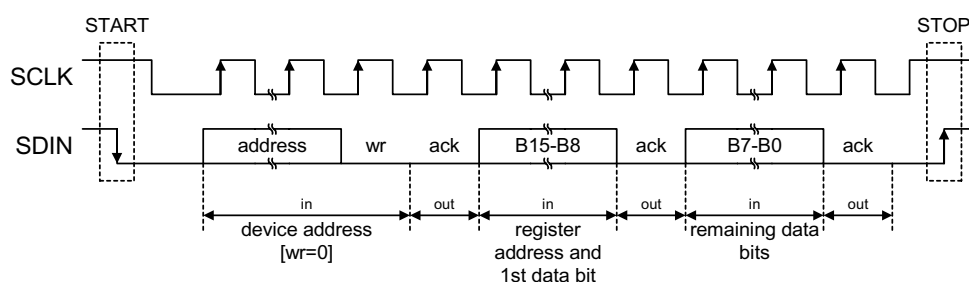 START
STOP
SCLK
SDIN
address
wr
ack
B15-B8
ack
B7-B0
ack
in
out
in
out
in
out
device address
[wr=0]
register
address and
1st data bit
remaining data
bits